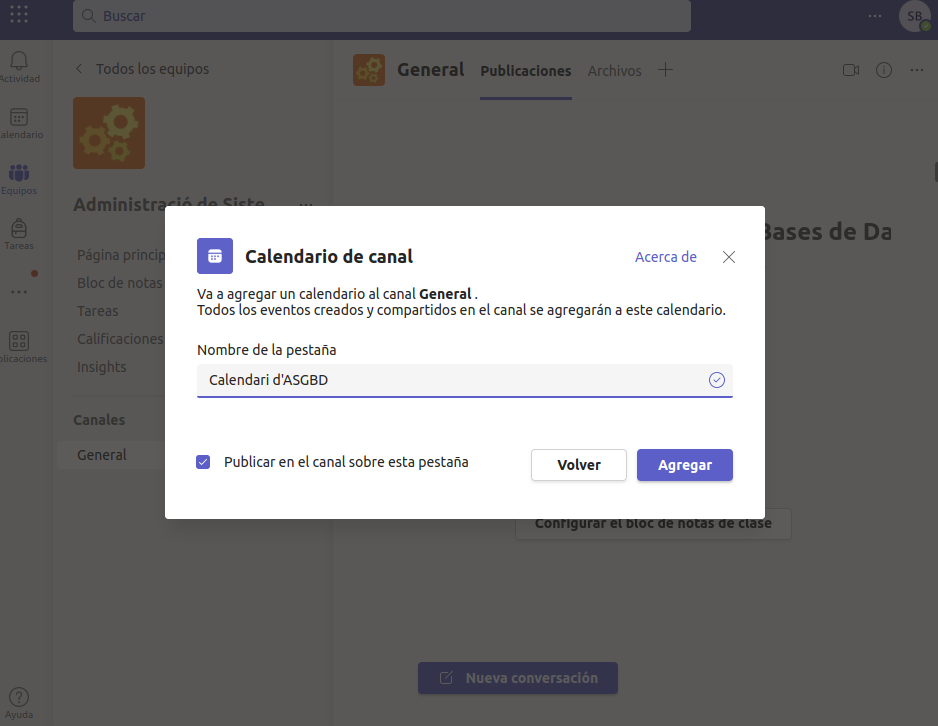 Buscar
SB
Actividad
alendario
Equipos
Tareas
plicaciones
Ayuda
Todos los equipos
Administració de Siste
Página princip
Bloc de notas
Tareas
Calificaciones
Insights
Canales
General
General Publicaciones Archivos
Bases de Da
Calendario de canal
Acerca de
Va a agregar un calendario al canal General .
Todos los eventos creados y compartidos en el canal se agregarán a este calendario.
Nombre de la pestaña
Calendari d'ASGBD
Publicar en el canal sobre esta pestaña
Volver
Agregar
Configurar el bloc de notas de clase
Nueva conversación